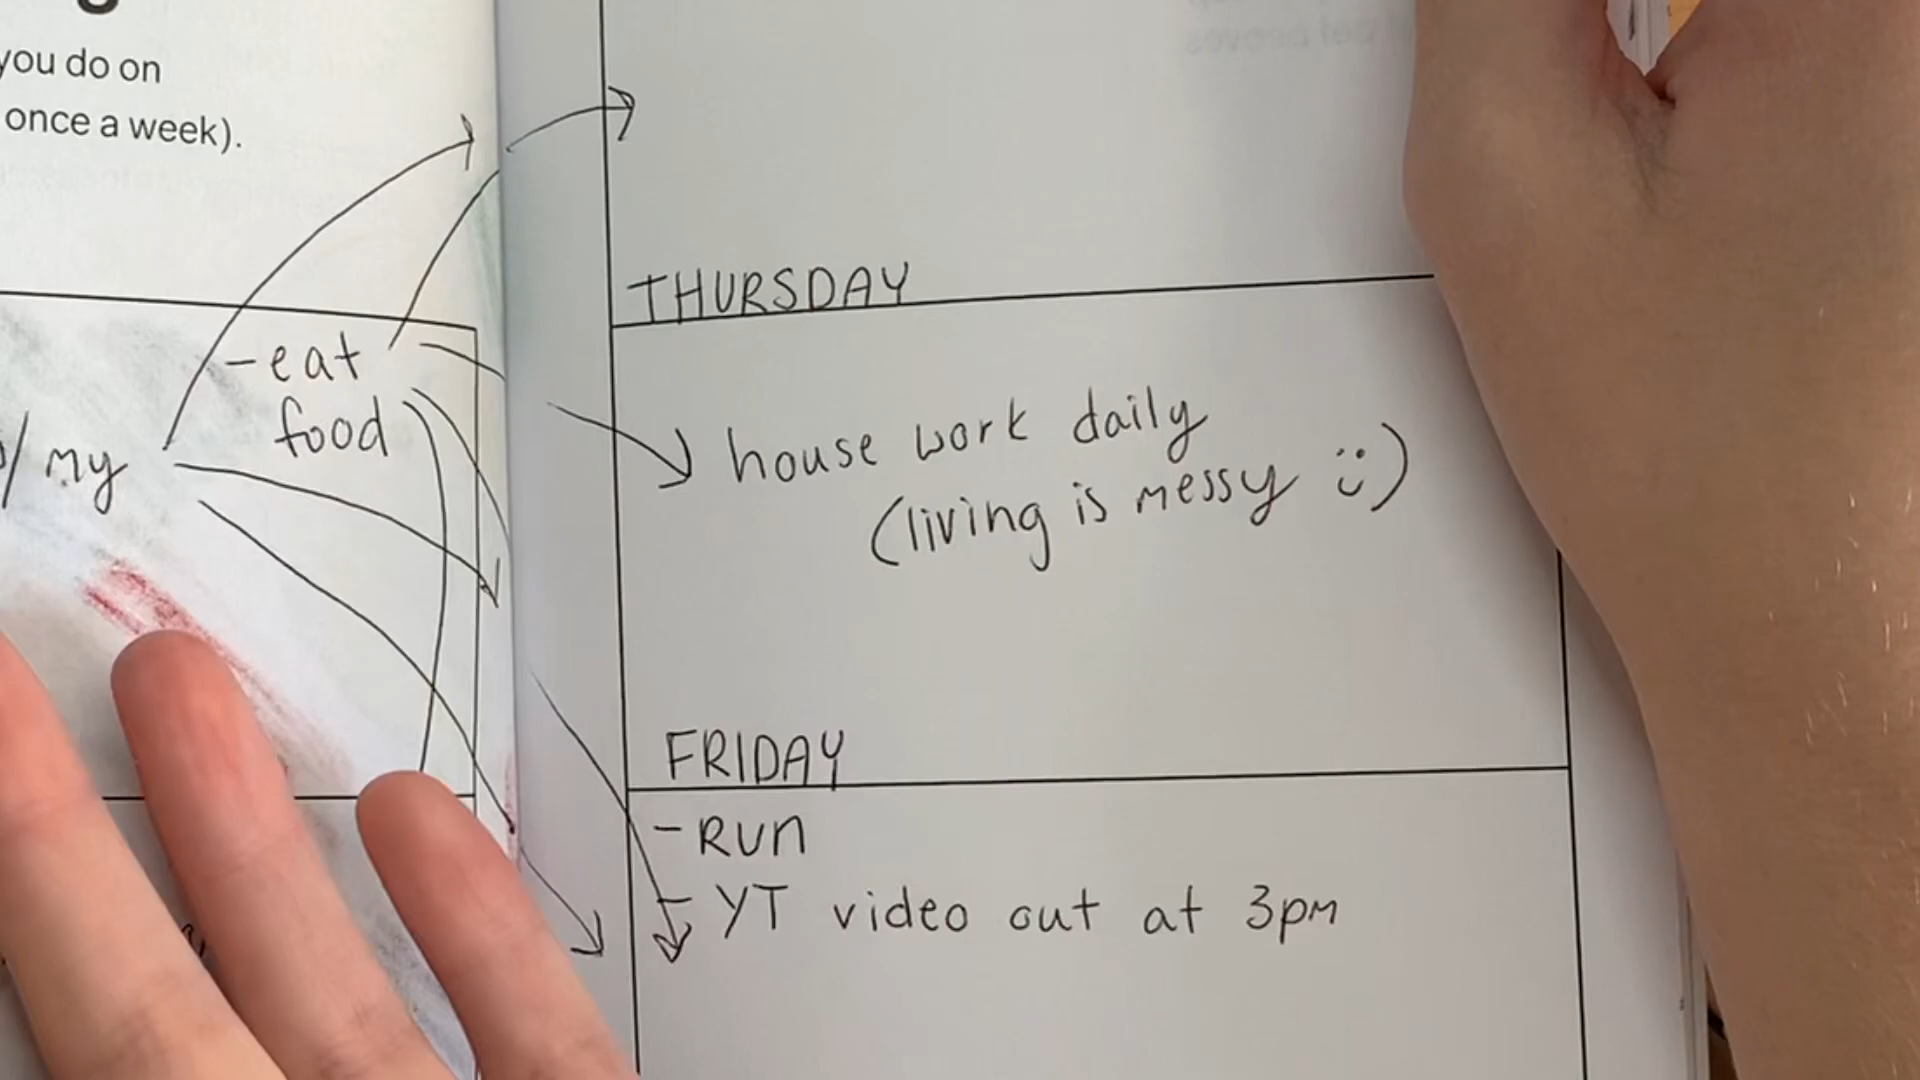 you do on
once a week).
/my
-eat
food
THURSDAY
house work daily
(living is messy :))
FRIDAY
-RUn
- YT video out at 3pm